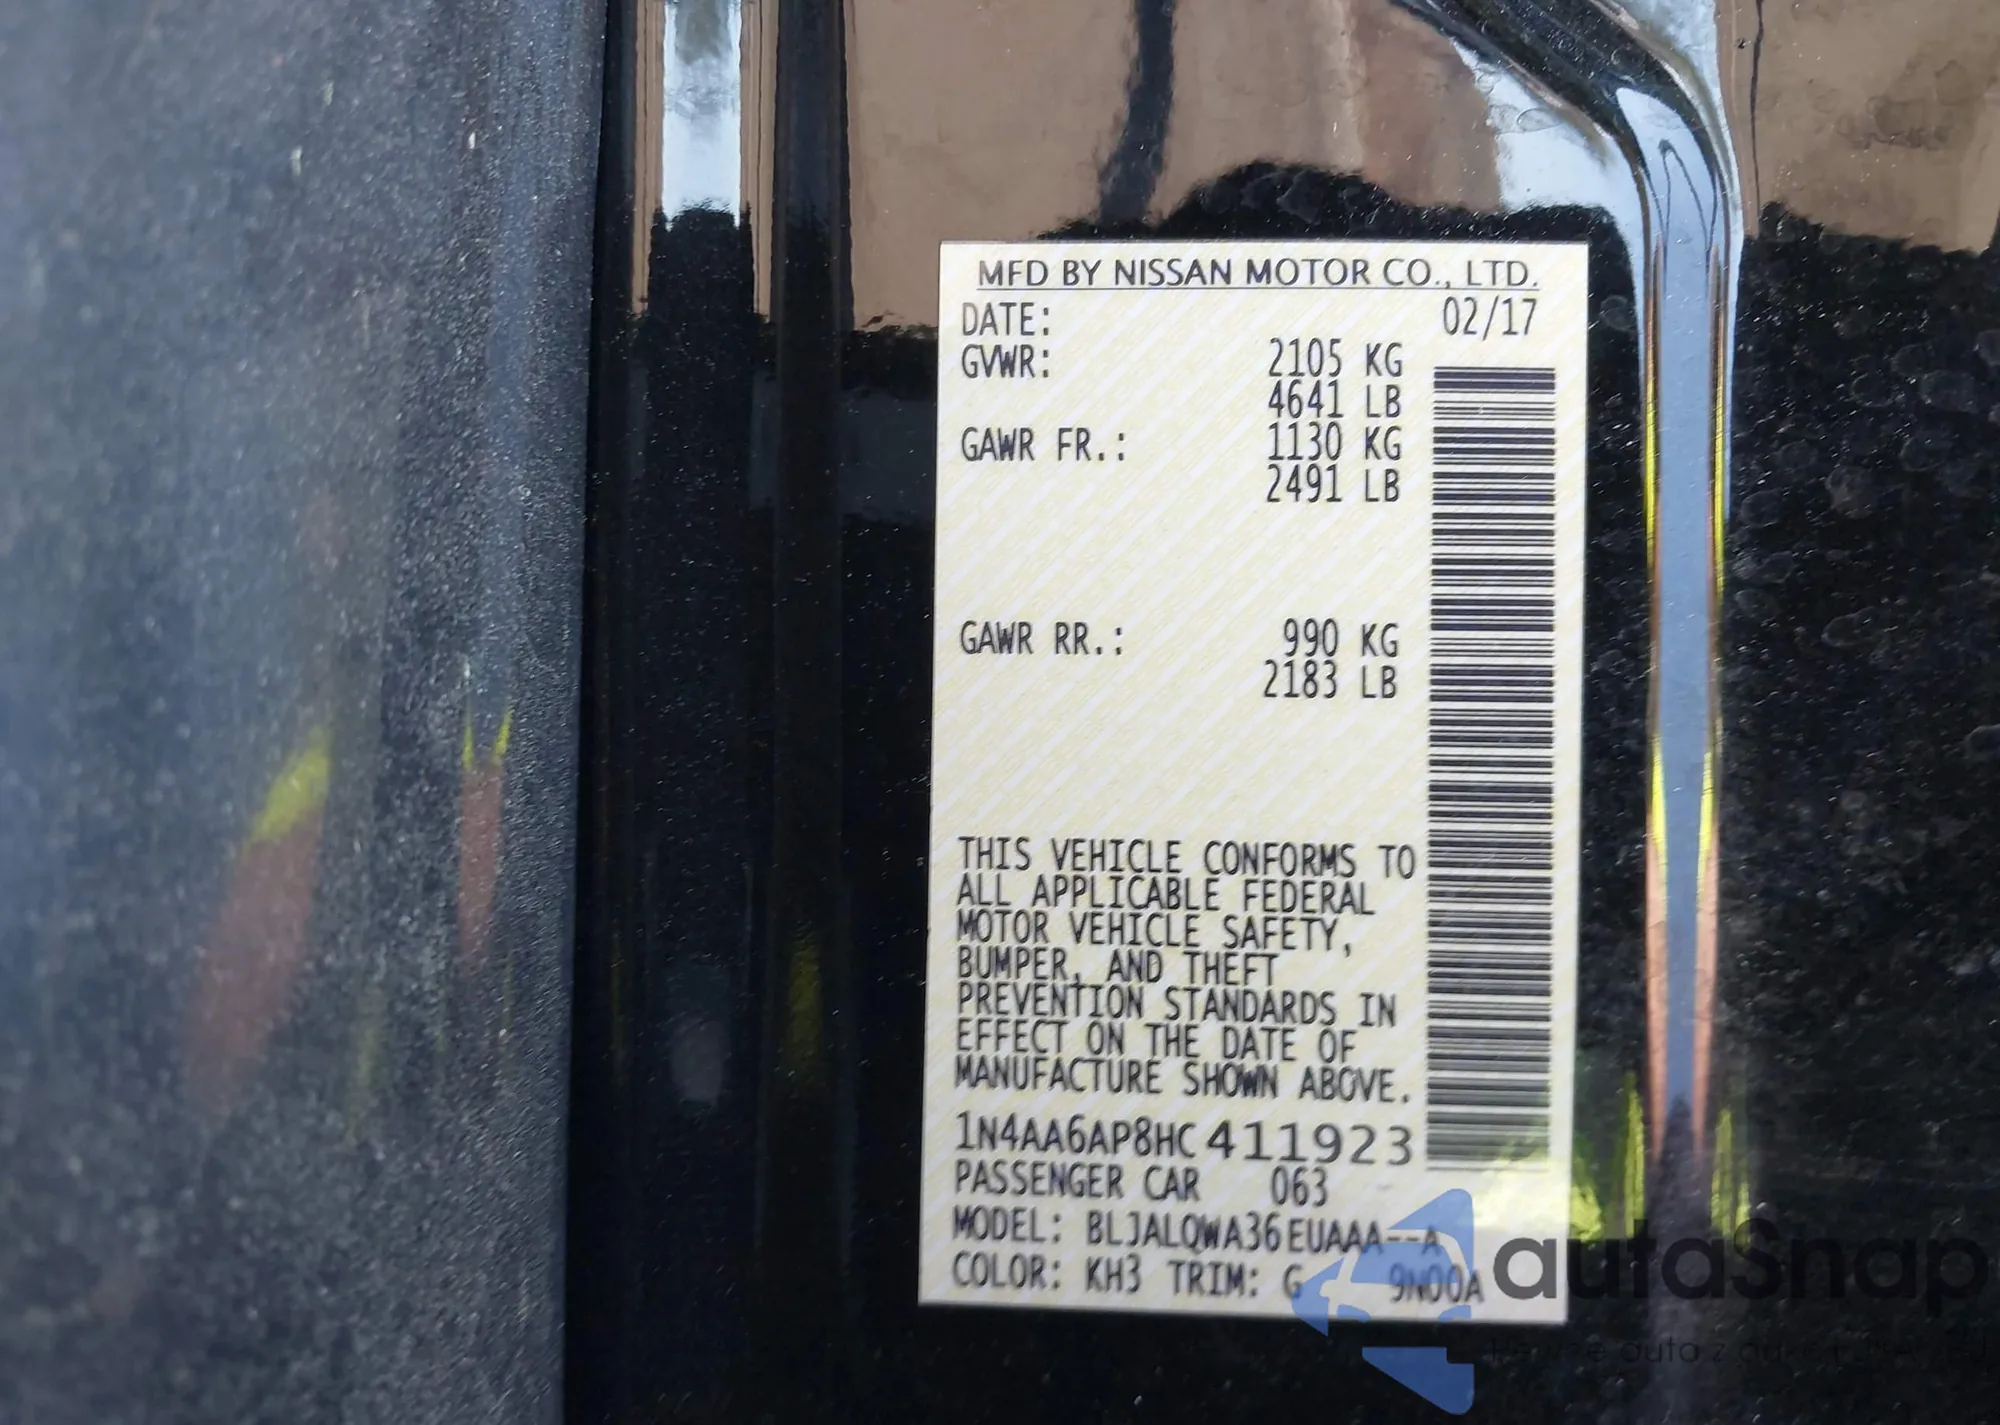 MFD BY NISSAN MOTOR CO., LTD.
DATE: 02/17
GVWR: 2105 KG
4641 LB
GAWR FR.: 1130 KG
2491 LB
GAWR RR.: 990 KG
2183 LB
THIS VEHICLE CONFORMS TO
ALL APPLICABLE FEDERAL
MOTOR VEHICLE SAFETY,
BUMPER, AND THEFT
PREVENTION STANDARDS IN
EFFECT ON THE DATE OF
MANUFACTURE SHOWN ABOVE.
1N4AA6AP8HC411923
PASSENGER CAR 063
MODEL: BLJALQWA36EUAAA--A
COLOR: KH3 TRIM: G 9N00A
autaSnap